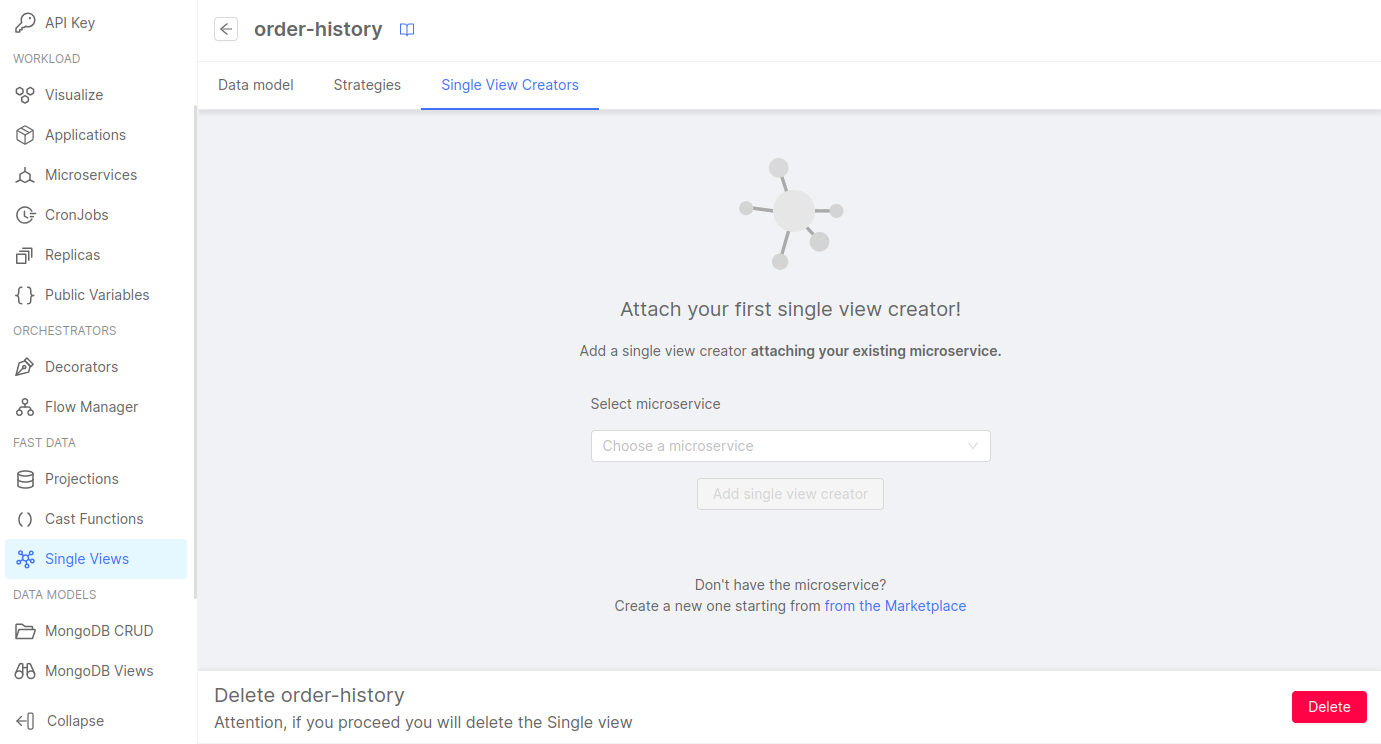 API Key
WORKLOAD
Visualize
Applications
Microservices
CronJobs
Replicas
Public Variables
ORCHESTRATORS
Decorators
Flow Manager
FAST DATA
Projections
Cast Functions
Single Views
DATA MODELS
MongoDB CRUD
MongoDB Views
Collapse
order-history
Data model Strategies Single View Creators
Attach your first single view creator!
Add a single view creator attaching your existing microservice.
Select microservice
Choose a microservice
Add single view creator
Don't have the microservice?
Create a new one starting from from the Marketplace
Delete order-history
Attention, if you proceed you will delete the Single view
Delete